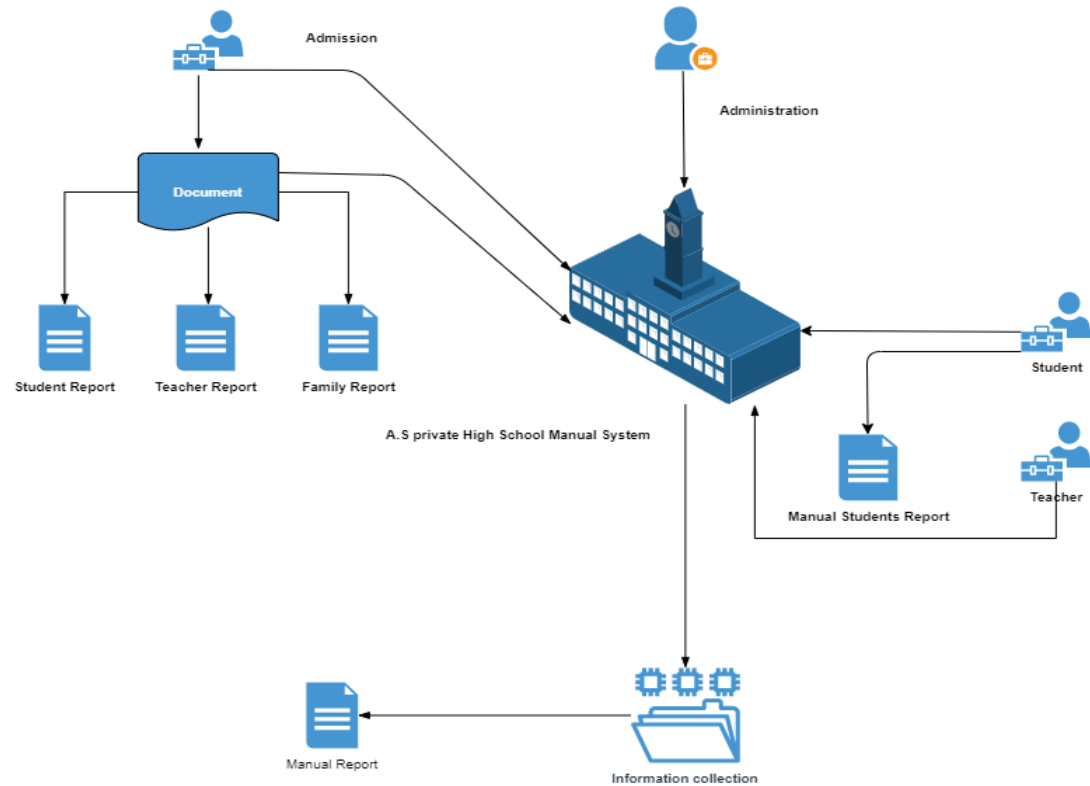 Admission
Administration
Document
Student Report
Teacher Report
Family Report
Student
A.S private High School Manual System
Teacher
Manual Students Report
Manual Report
Information collection